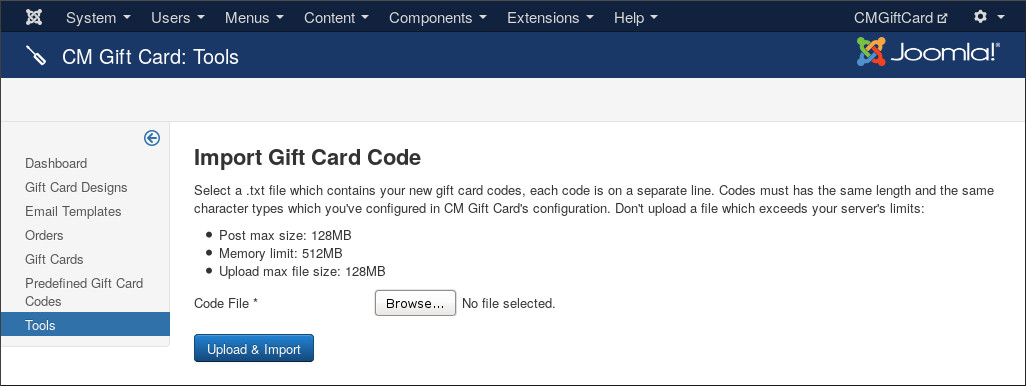 System Users Menus Content Components Extensions Help CMGiftCard
CM Gift Card: Tools Joomla!®
Dashboard
Gift Card Designs
Email Templates
Orders
Gift Cards
Predefined Gift Card
Codes
Tools
Import Gift Card Code
Select a .txt file which contains your new gift card codes, each code is on a separate line. Codes must has the same length and the same
character types which you've configured in CM Gift Card's configuration. Don't upload a file which exceeds your server's limits:
• Post max size: 128MB
• Memory limit: 512MB
• Upload max file size: 128MB
Code File * Browse... No file selected.
Upload & Import